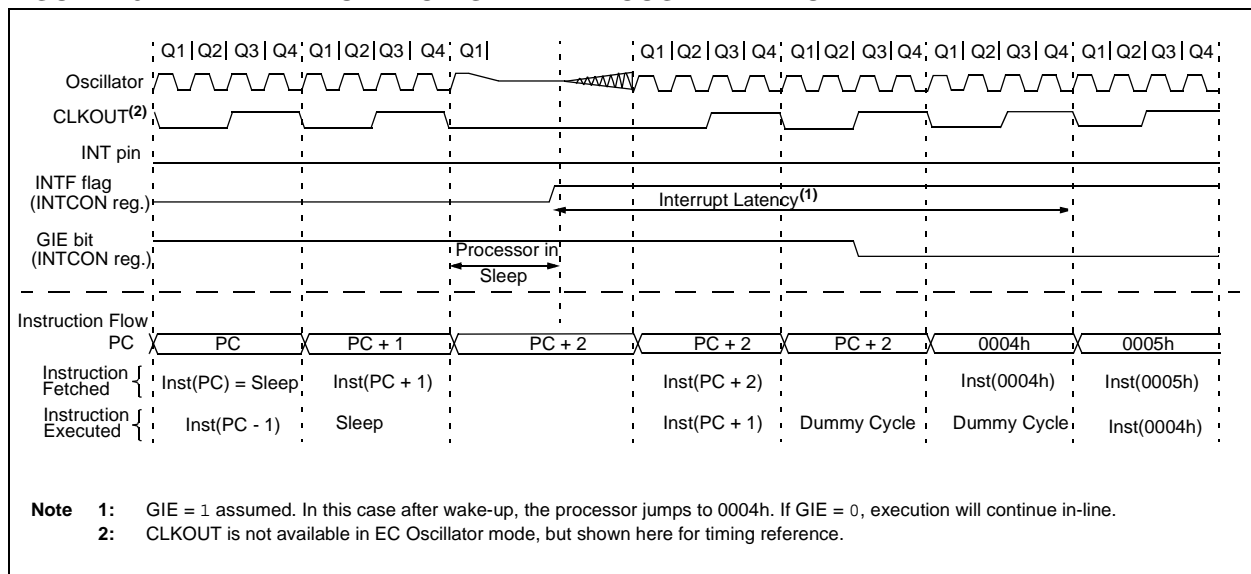 Q1 Q2 Q3 Q4 Q1 Q2 Q3 Q4 Q1 Q1 Q2 Q3 Q4 Q1 Q2 Q3 Q4 Q1 Q2 Q3 Q4 Q1 Q2 Q3 Q4
Oscillator
CLKOUT(2)
INT pin
INTF flag
(INTCON reg.)
Interrupt Latency(1)
GIE bit
(INTCON reg.)
Processor in
Sleep
Instruction Flow
PC PC PC + 1 PC + 2 PC + 2 PC + 2 0004h 0005h
Instruction
Fetched
Inst(PC) = Sleep Inst(PC + 1) Inst(PC + 2) Inst(0004h) Inst(0005h)
Instruction
Executed
Inst(PC - 1) Sleep Inst(PC + 1) Dummy Cycle Dummy Cycle Inst(0004h)
Note 1: GIE = 1 assumed. In this case after wake-up, the processor jumps to 0004h. If GIE = 0, execution will continue in-line.
2: CLKOUT is not available in EC Oscillator mode, but shown here for timing reference.